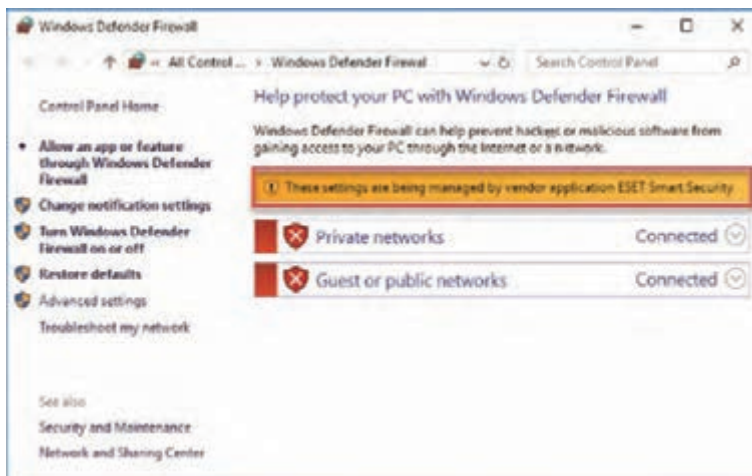 Windows Defender Firewall
All Control ... > Windows Defender Firewall
Search Control Panel
Control Panel Home
Allow an app or feature
through Windows Defender
Firewall
Change notification settings
Turn Windows Defender
Firewall on or off
Restore defaults
Advanced settings
Troubleshoot my network
See also
Security and Maintenance
Network and Sharing Center
Help protect your PC with Windows Defender Firewall
Windows Defender Firewall can help prevent hackers or malicious software from
gaining access to your PC through the Internet or a network.
These settings are being managed by vendor application ESET Smart Security
Private networks Connected
Guest or public networks Connected